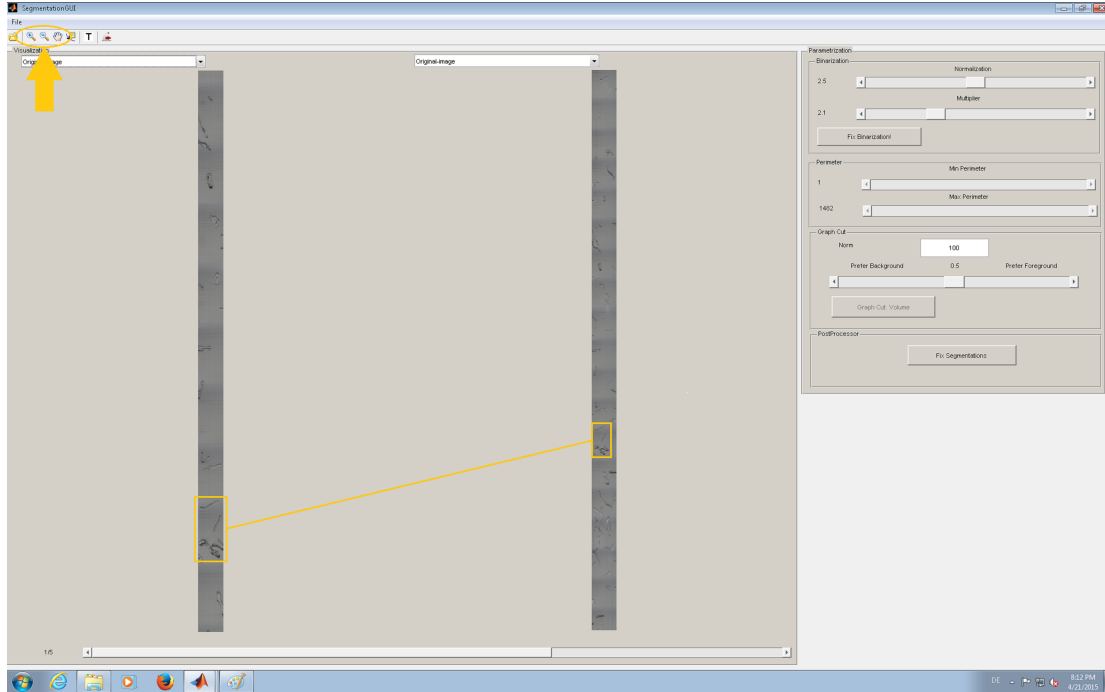 SegmentationGUI
File
T
Visualization
Original-image
Original-image
Parametrization
Binarization
Normalization
2.5
Multiplier
2.1
Fix Binarization!
Perimeter
Min Perimeter
1
Max Perimeter
1482
Graph Cut
Norm
100
Prefer Background
0.5
Prefer Foreground
Graph Cut: Volume
PostProcessor
Fix Segmentations
1/5
DE
8:12 PM
4/21/2015